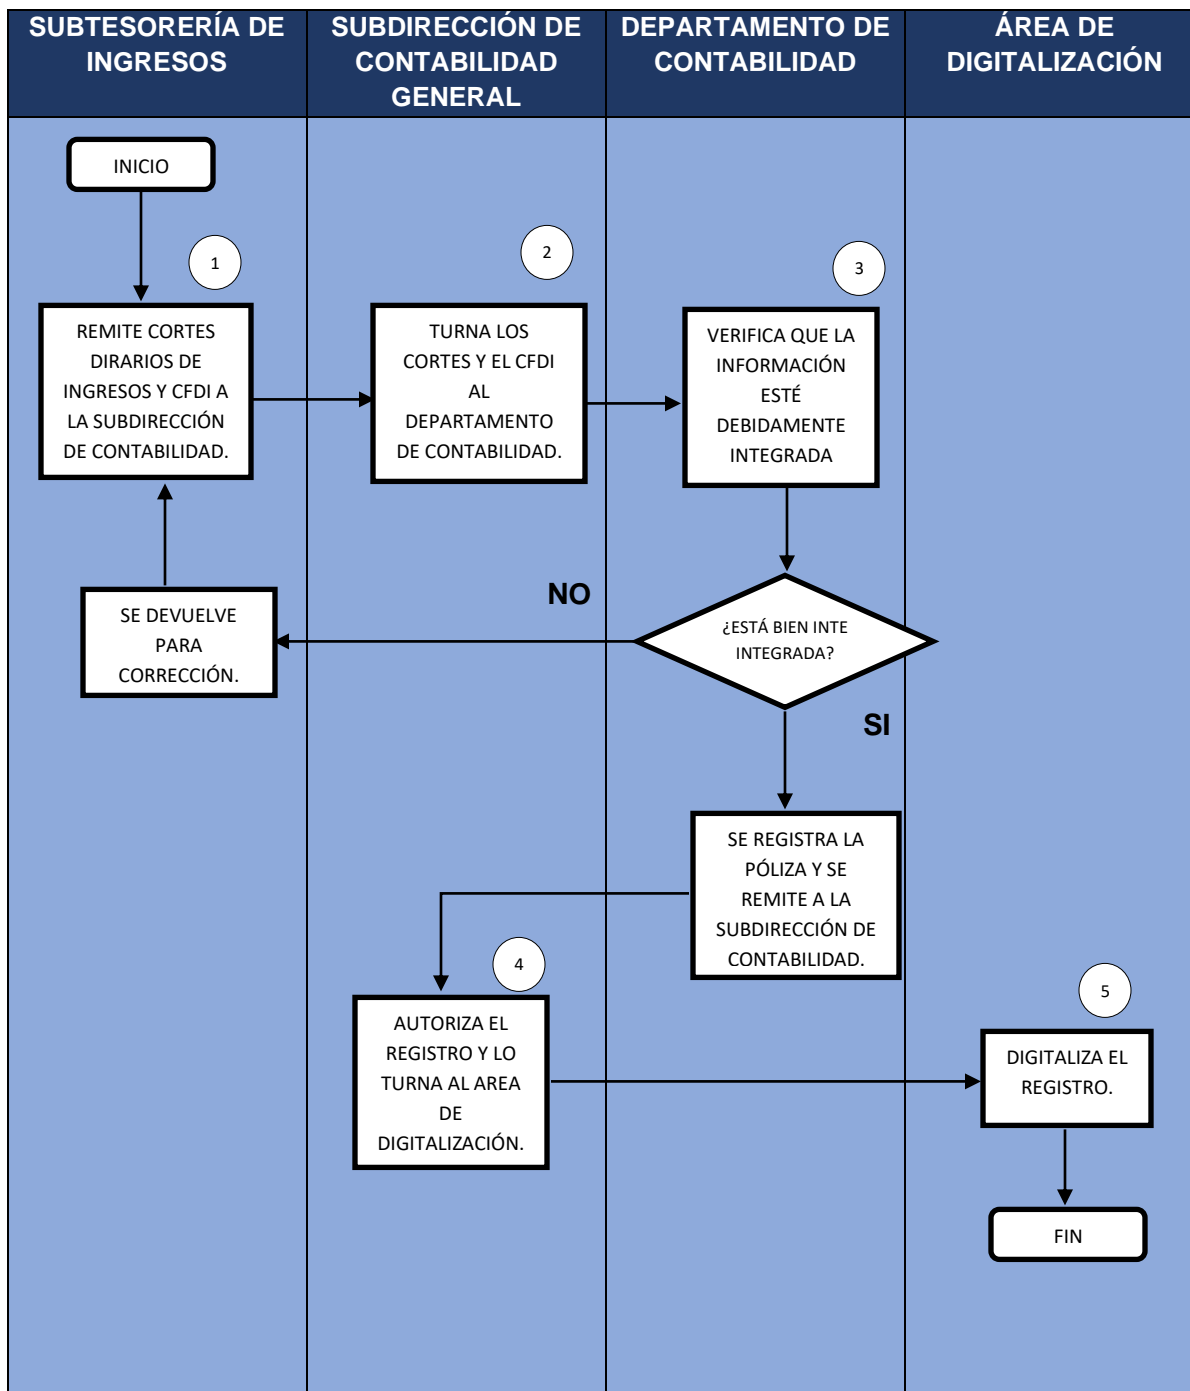 SUBTESORERÍA DE
INGRESOS
SUBDIRECCIÓN DE
CONTABILIDAD
GENERAL
DEPARTAMENTO DE
CONTABILIDAD
ÁREA DE
DIGITALIZACIÓN
INICIO
1
2
3
REMITE CORTES
DIRARIOS DE
INGRESOS Y CFDI A
LA SUBDIRECCIÓN
DE CONTABILIDAD.
TURNA LOS
CORTES Y EL CFDI
AL
DEPARTAMENTO
DE CONTABILIDAD.
VERIFICA QUE LA
INFORMACIÓN
ESTÉ
DEBIDAMENTE
INTEGRADA
NO
¿ESTÁ BIEN INTE
INTEGRADA?
SE DEVUELVE
PARA
CORRECCIÓN.
SI
SE REGISTRA LA
PÓLIZA Y SE
REMITE A LA
SUBDIRECCIÓN DE
CONTABILIDAD.
4
AUTORIZA EL
REGISTRO Y LO
TURNA AL AREA
DE
DIGITALIZACIÓN.
5
DIGITALIZA EL
REGISTRO.
FIN